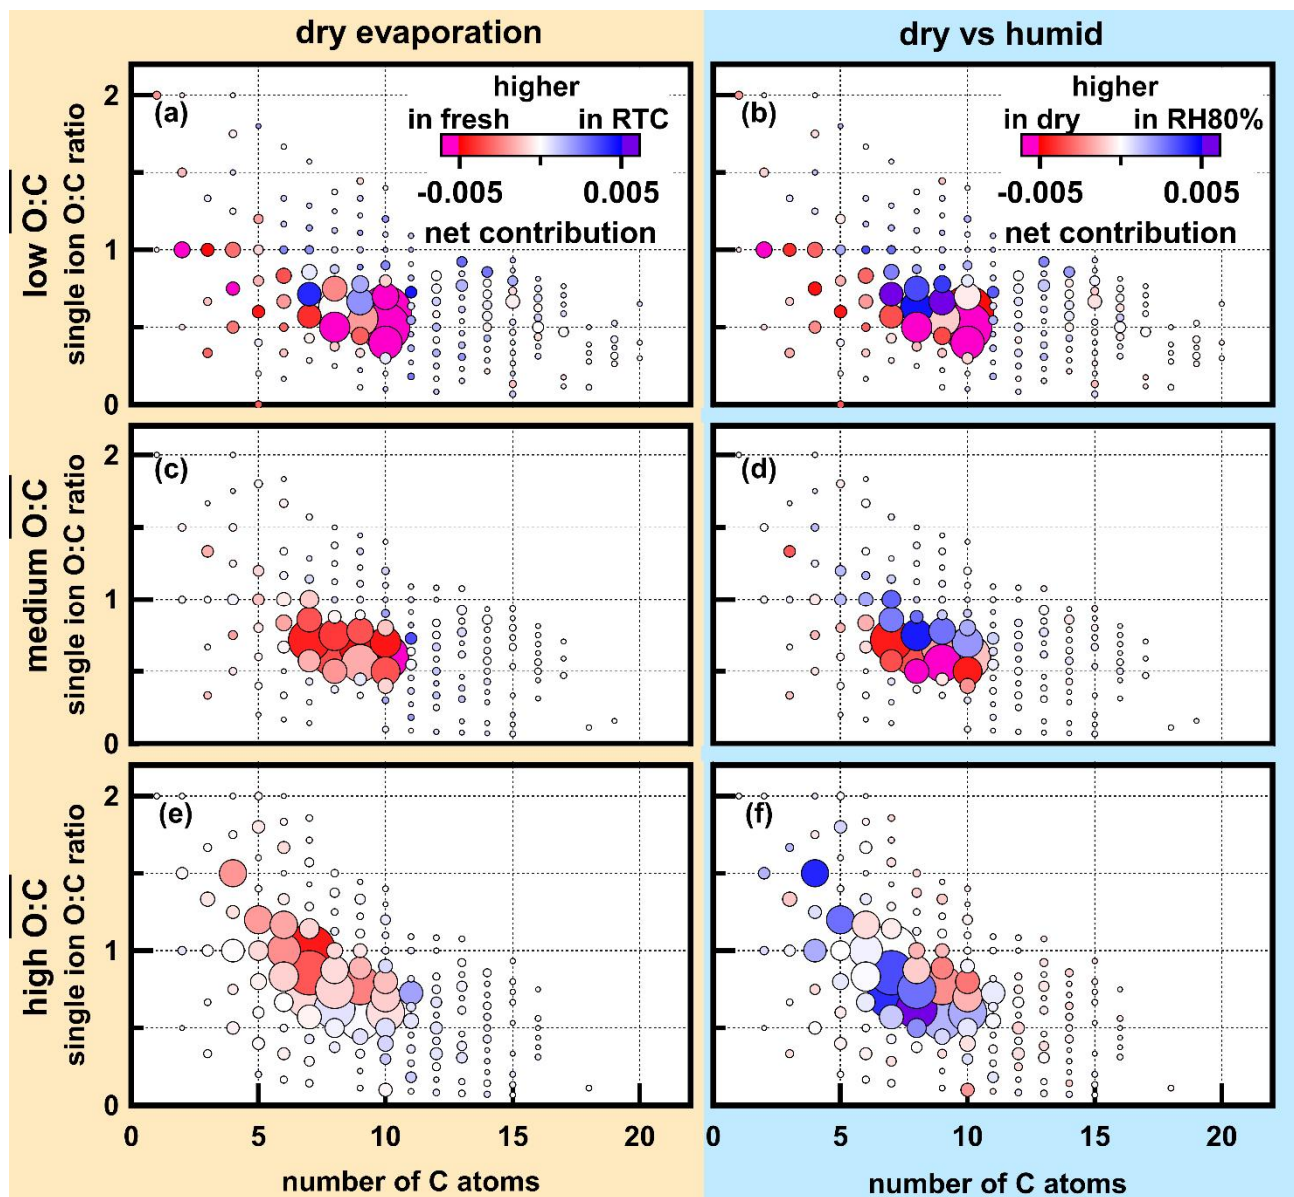 dry evaporation
dry vs humid
low O:C
single ion O:C ratio
2
1
0
(a)
higher
in fresh in RTC
-0.005 0.005
net contribution
(b)
higher
in dry in RH80%
-0.005 0.005
net contribution
medium O:C
single ion O:C ratio
2
1
0
(c)
(d)
high O:C
single ion O:C ratio
2
1
0
(e)
(f)
0 5 10 15 20
0 5 10 15 20
number of C atoms
number of C atoms